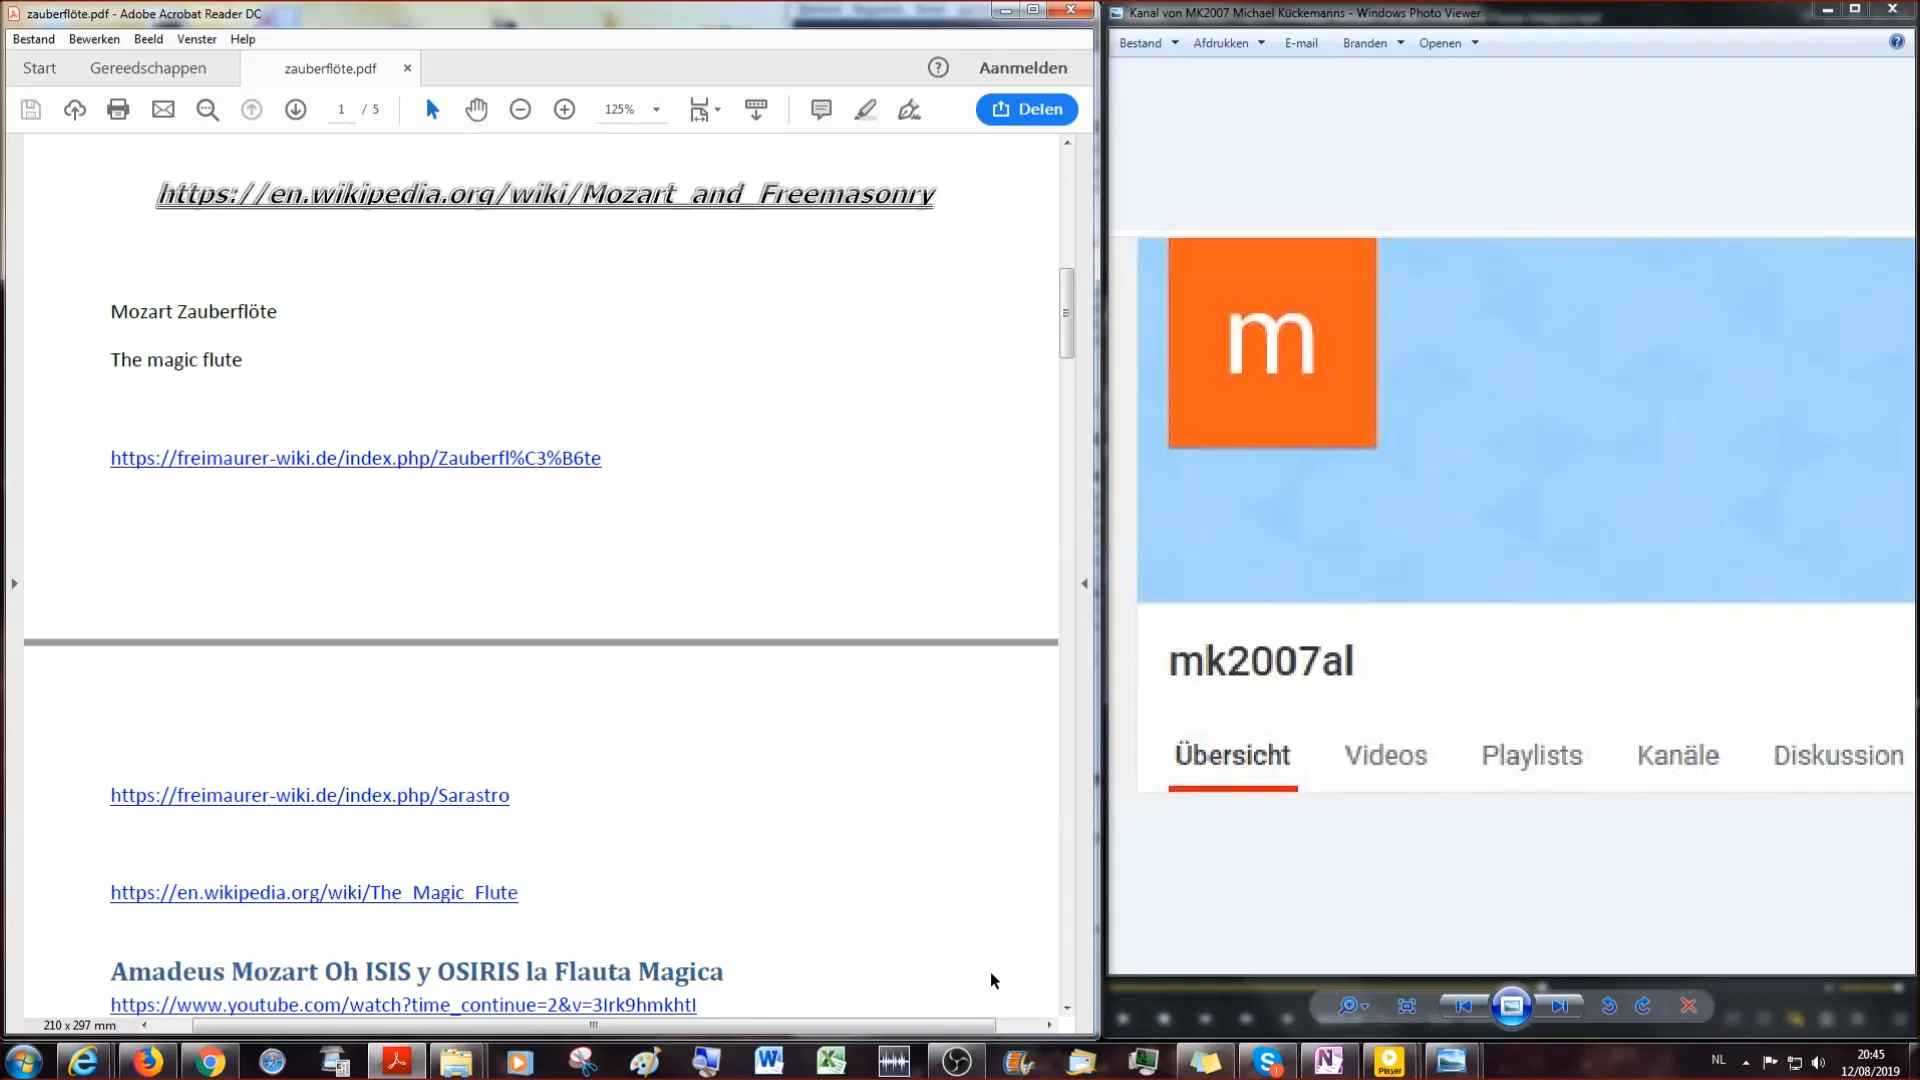 zauberflöte.pdf - Adobe Acrobat Reader DC
Bestand Bewerken Beeld Venster Help
Start Gereedschappen zauberflöte.pdf × Aanmelden
1 / 5 125% Delen
https://en.wikipedia.org/wiki/Mozart_and_Freemasonry
Mozart Zauberflöte
The magic flute
https://freimaurer-wiki.de/index.php/Zauberfl%C3%B6te
https://freimaurer-wiki.de/index.php/Sarastro
https://en.wikipedia.org/wiki/The_Magic_Flute
Amadeus Mozart Oh ISIS y OSIRIS la Flauta Magica
https://www.youtube.com/watch?time_continue=2&v=3Irk9hmkhtI
210 x 297 mm
Kanal von MK2007 Michael Kückemanns - Windows Photo Viewer
Bestand Afdrukken E-mail Branden Openen
m
mk2007al
Übersicht Videos Playlists Kanäle Diskussion
Player
NL
20:45
12/08/2019